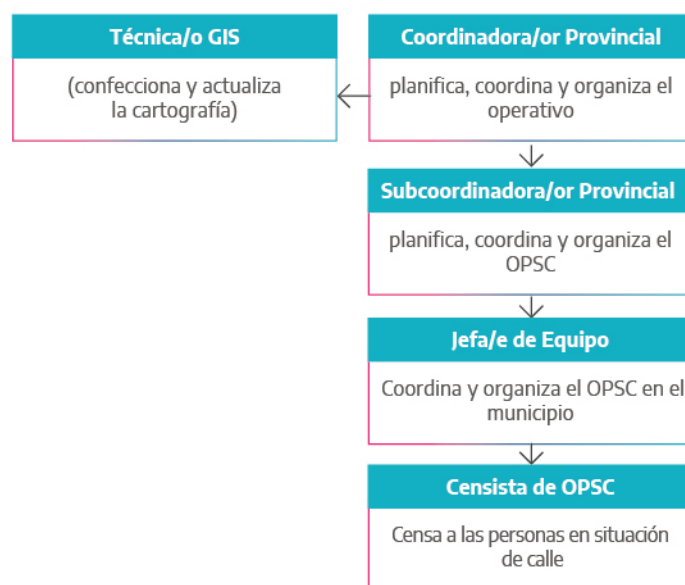 Técnica/o GIS
(confecciona y actualiza
la cartografía)
Coordinadora/or Provincial
planifica, coordina y organiza el
operativo
Subcoordinadora/or Provincial
planifica, coordina y organiza el
OPSC
Jefa/e de Equipo
Coordina y organiza el OPSC en el
municipio
Censista de OPSC
Censa a las personas en situación
de calle